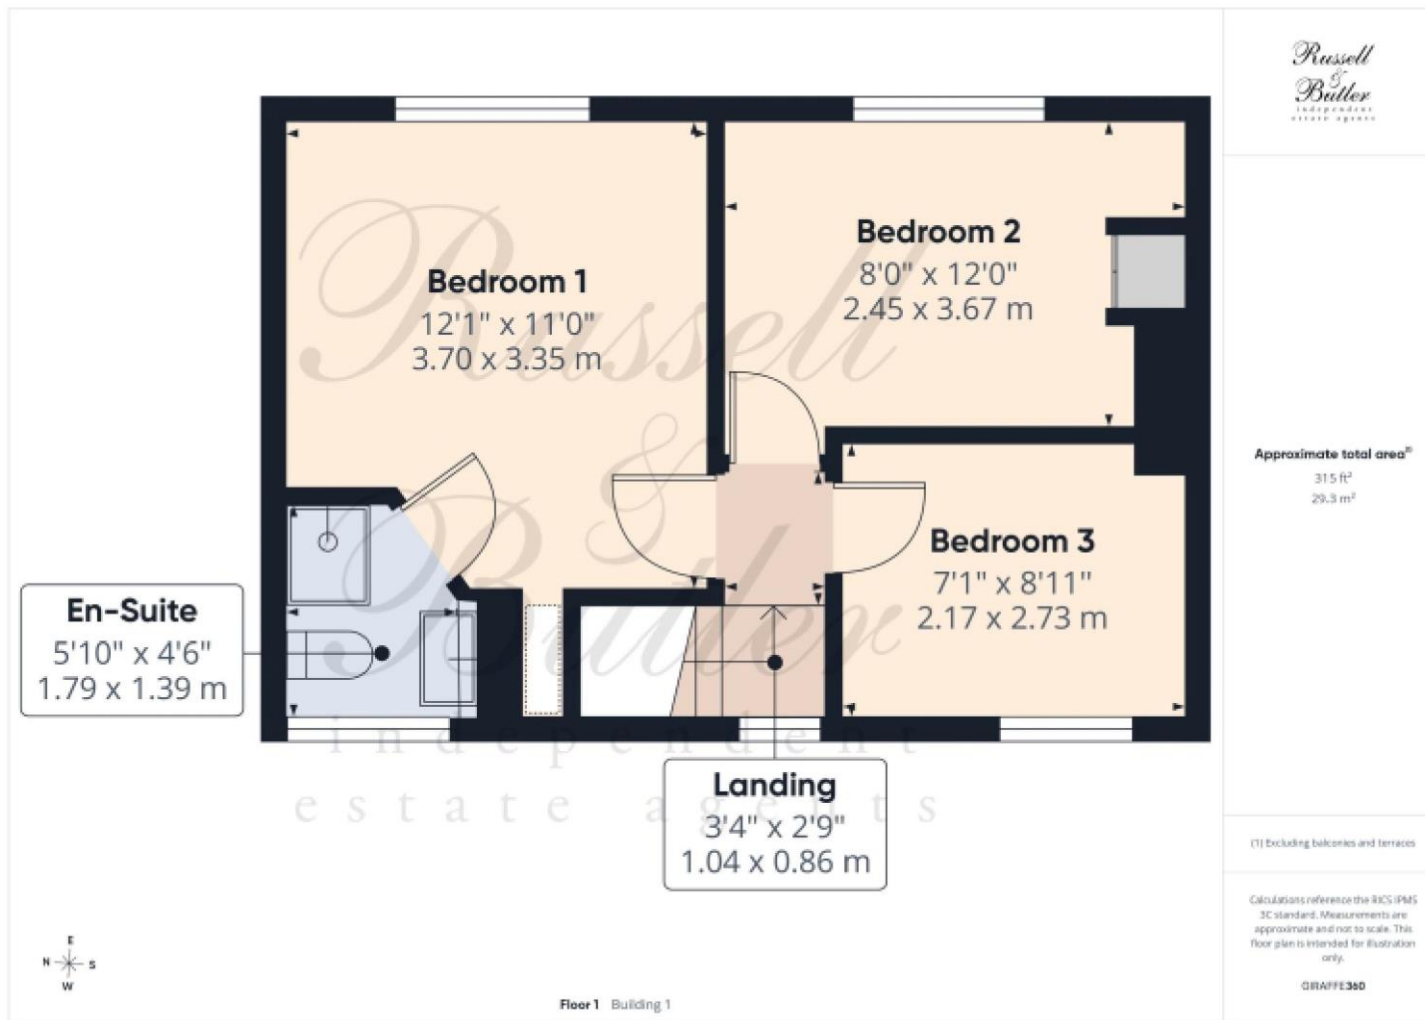 Russell
&
Butler
independent
estate agents
Bedroom 1
12'1" x 11'0"
3.70 x 3.35 m
Bedroom 2
8'0" x 12'0"
2.45 x 3.67 m
Bedroom 3
7'1" x 8'11"
2.17 x 2.73 m
En-Suite
5'10" x 4'6"
1.79 x 1.39 m
Landing
3'4" x 2'9"
1.04 x 0.86 m
Russell
&
Butler
independent
estate agents
Approximate total area⁽¹⁾
315 ft²
29.3 m²
(1) Excluding balconies and terraces
Calculations reference the RICS IPMS
3C standard. Measurements are
approximate and not to scale. This
floor plan is intended for illustration
only.
GIRAFFE360
E
N S
W
Floor 1 Building 1